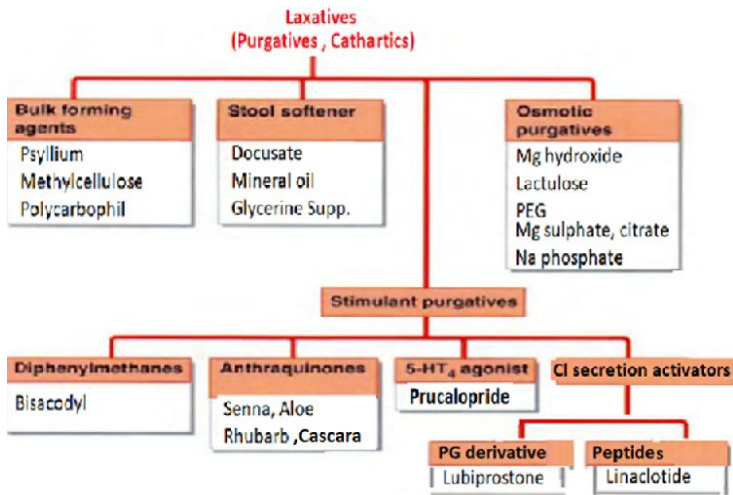 Laxatives
(Purgatives , Cathartics)
Bulk forming
agents
Psyllium
Methylcellulose
Polycarbophil
Stool softener
Docusate
Mineral oil
Glycerine Supp.
Osmotic
purgatives
Mg hydroxide
Lactulose
PEG
Mg sulphate, citrate
Na phosphate
Stimulant purgatives
Diphenylmethanes
Bisacodyl
Anthraquinones
Senna, Aloe
Rhubarb ,Cascara
5-HT₄ agonist
Prucalopride
Cl secretion activators
PG derivative
Lubiprostone
Peptides
Linaclotide